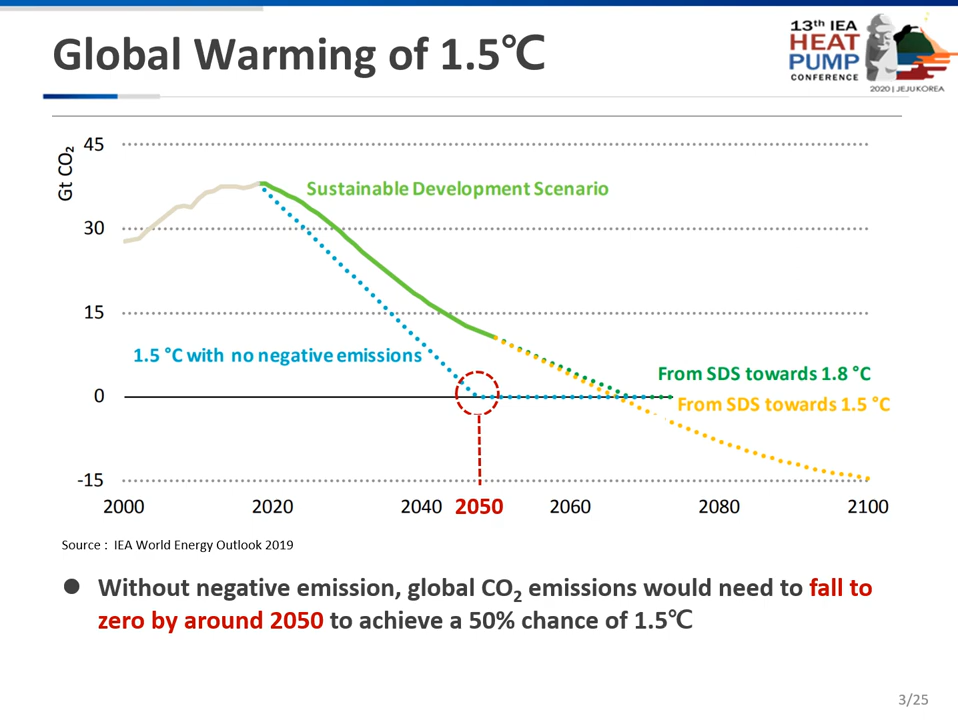 Global Warming of 1.5℃
13th IEA
HEAT
PUMP
CONFERENCE
2020 | JEJU KOREA
Gt CO₂
45
30
15
0
-15
Sustainable Development Scenario
1.5 °C with no negative emissions
From SDS towards 1.8 °C
From SDS towards 1.5 °C
2000 2020 2040 2050 2060 2080 2100
Source : IEA World Energy Outlook 2019
● Without negative emission, global CO₂ emissions would need to fall to
zero by around 2050 to achieve a 50% chance of 1.5℃
3/25